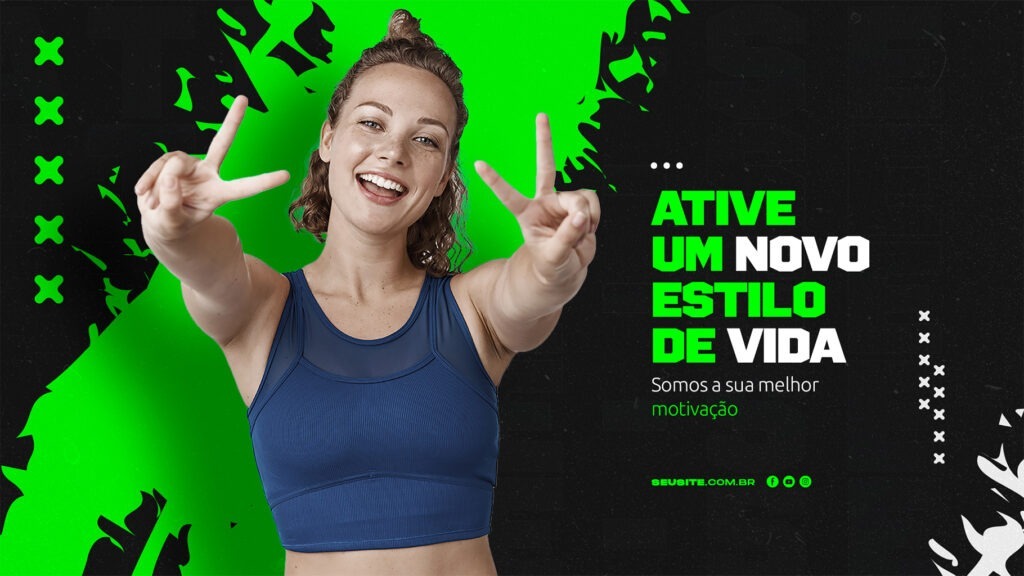 ATIVE
UM NOVO
ESTILO
DE VIDA
Somos a sua melhor
motivação
SEUSITE.COM.BR